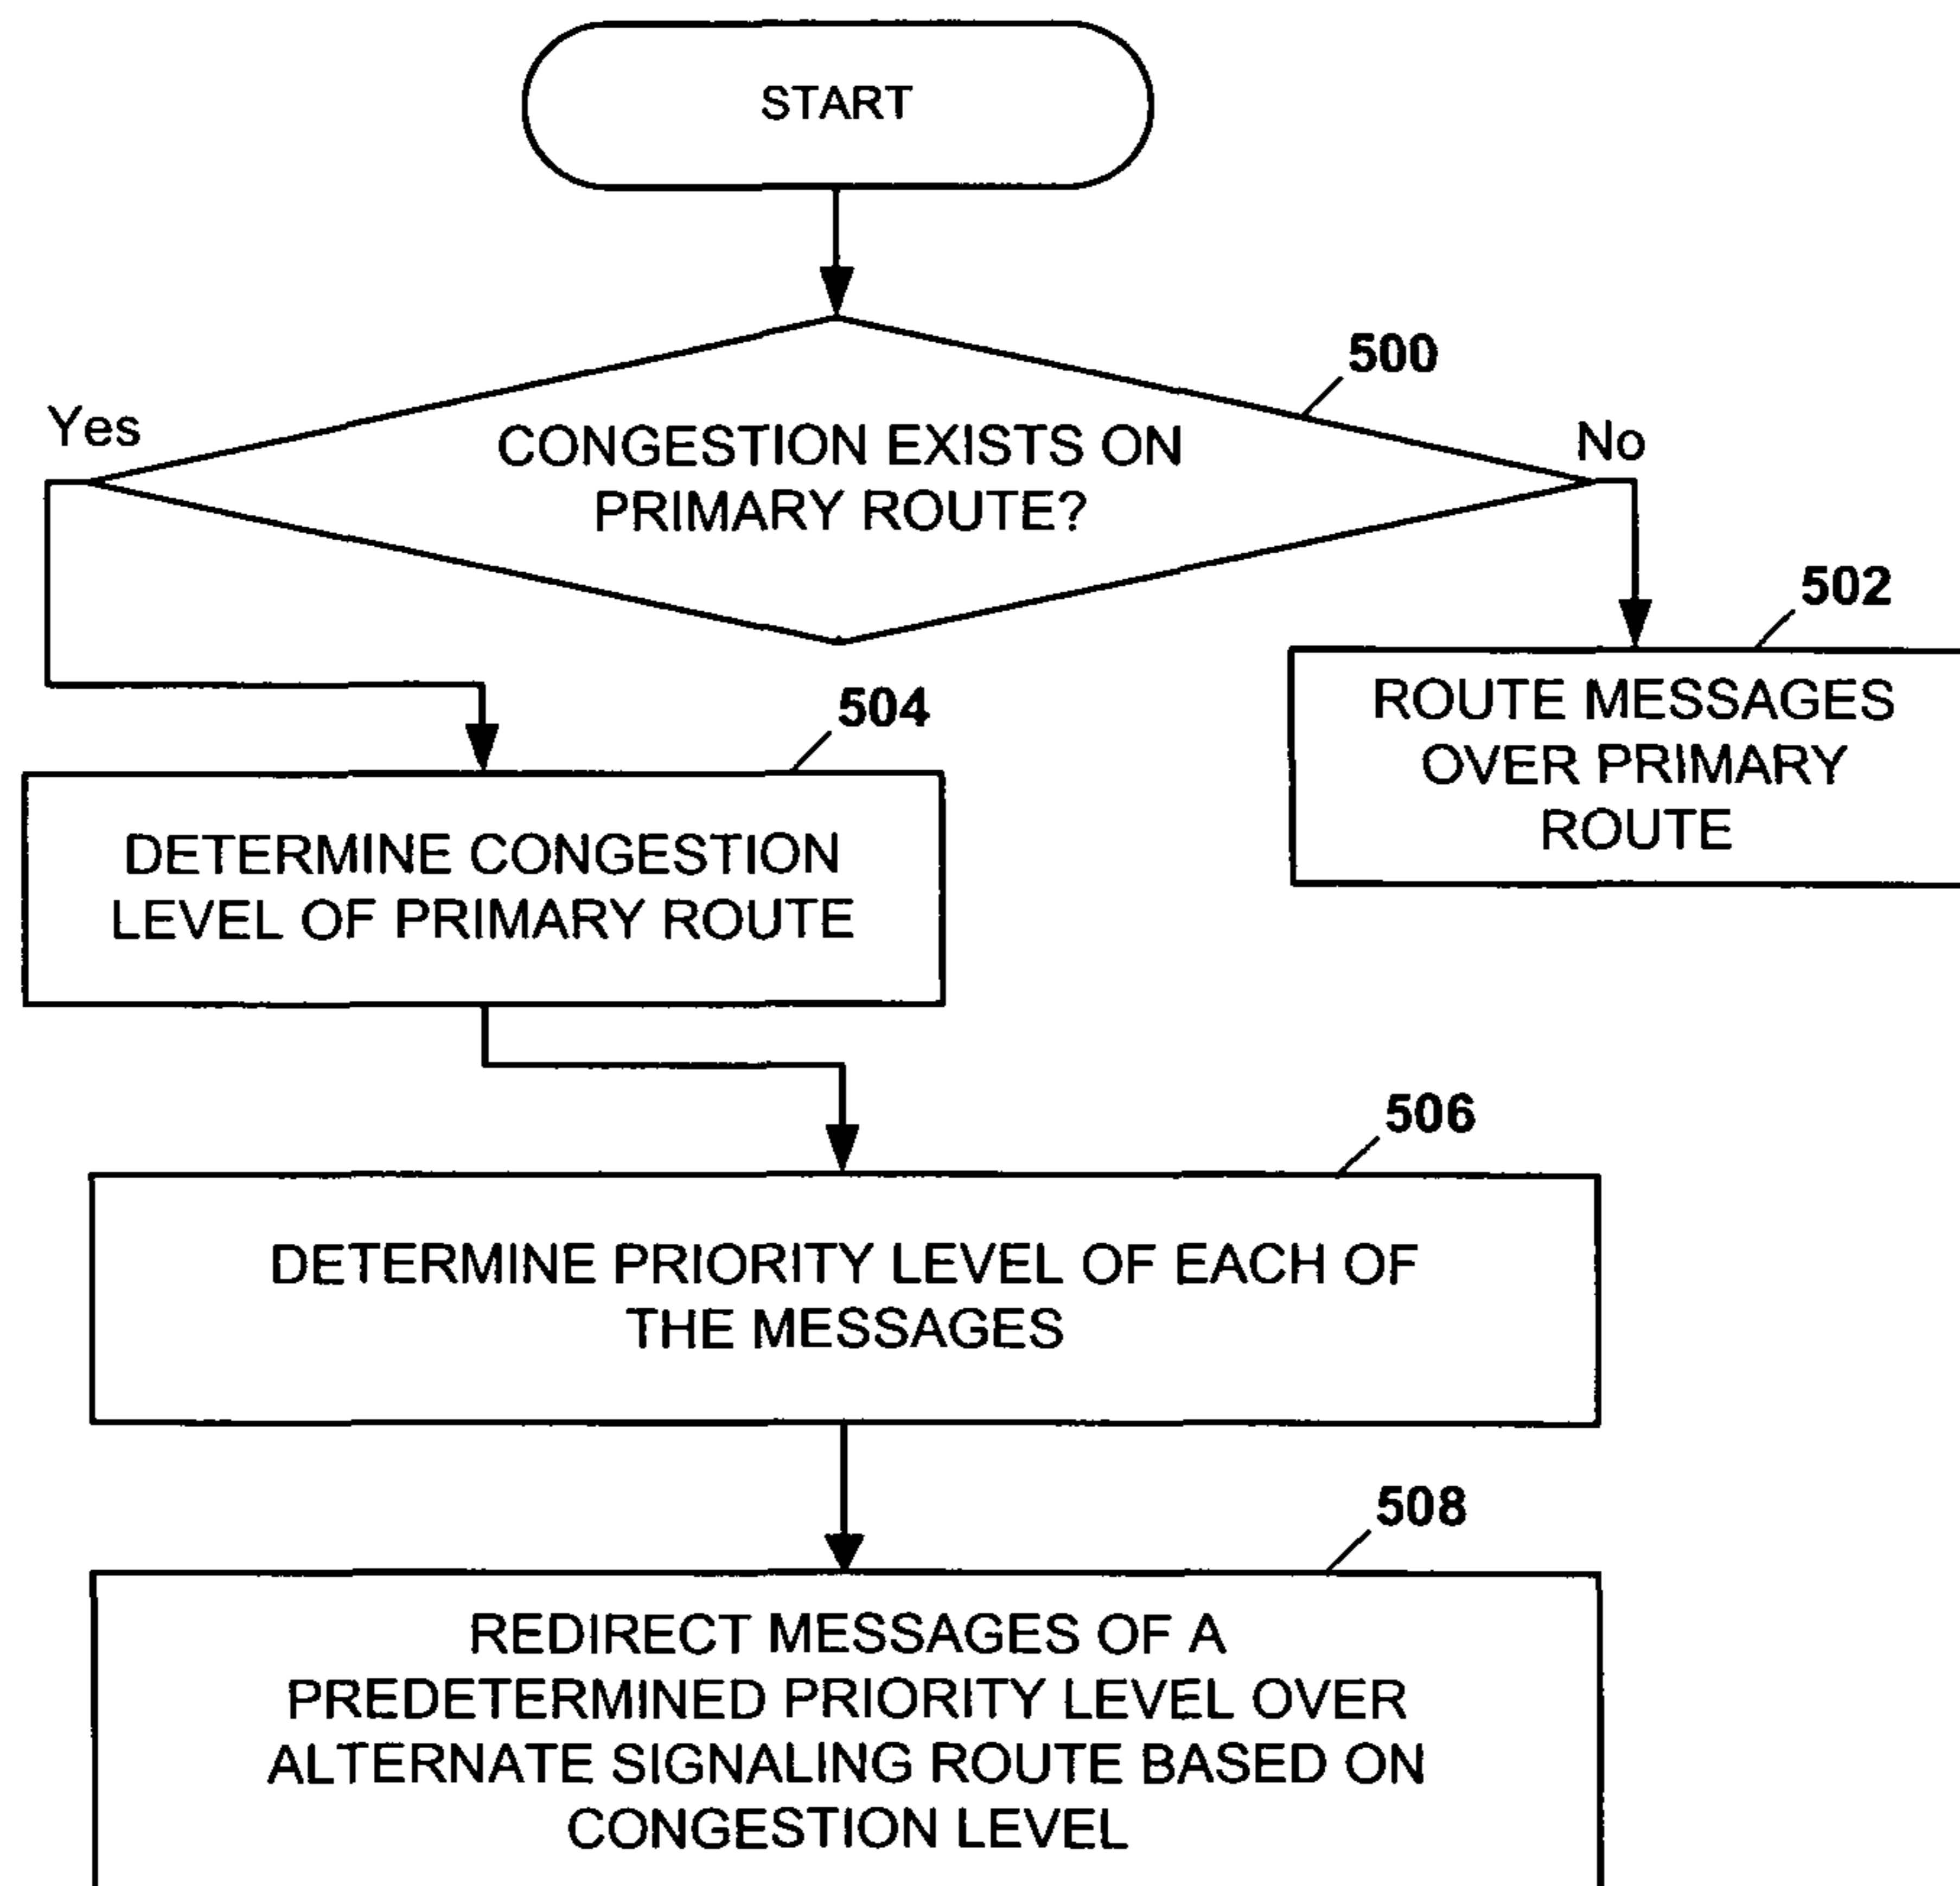 START
500
Yes
No
CONGESTION EXISTS ON
PRIMARY ROUTE?
502
ROUTE MESSAGES
OVER PRIMARY
ROUTE
504
DETERMINE CONGESTION
LEVEL OF PRIMARY ROUTE
506
DETERMINE PRIORITY LEVEL OF EACH OF
THE MESSAGES
508
REDIRECT MESSAGES OF A
PREDETERMINED PRIORITY LEVEL OVER
ALTERNATE SIGNALING ROUTE BASED ON
CONGESTION LEVEL